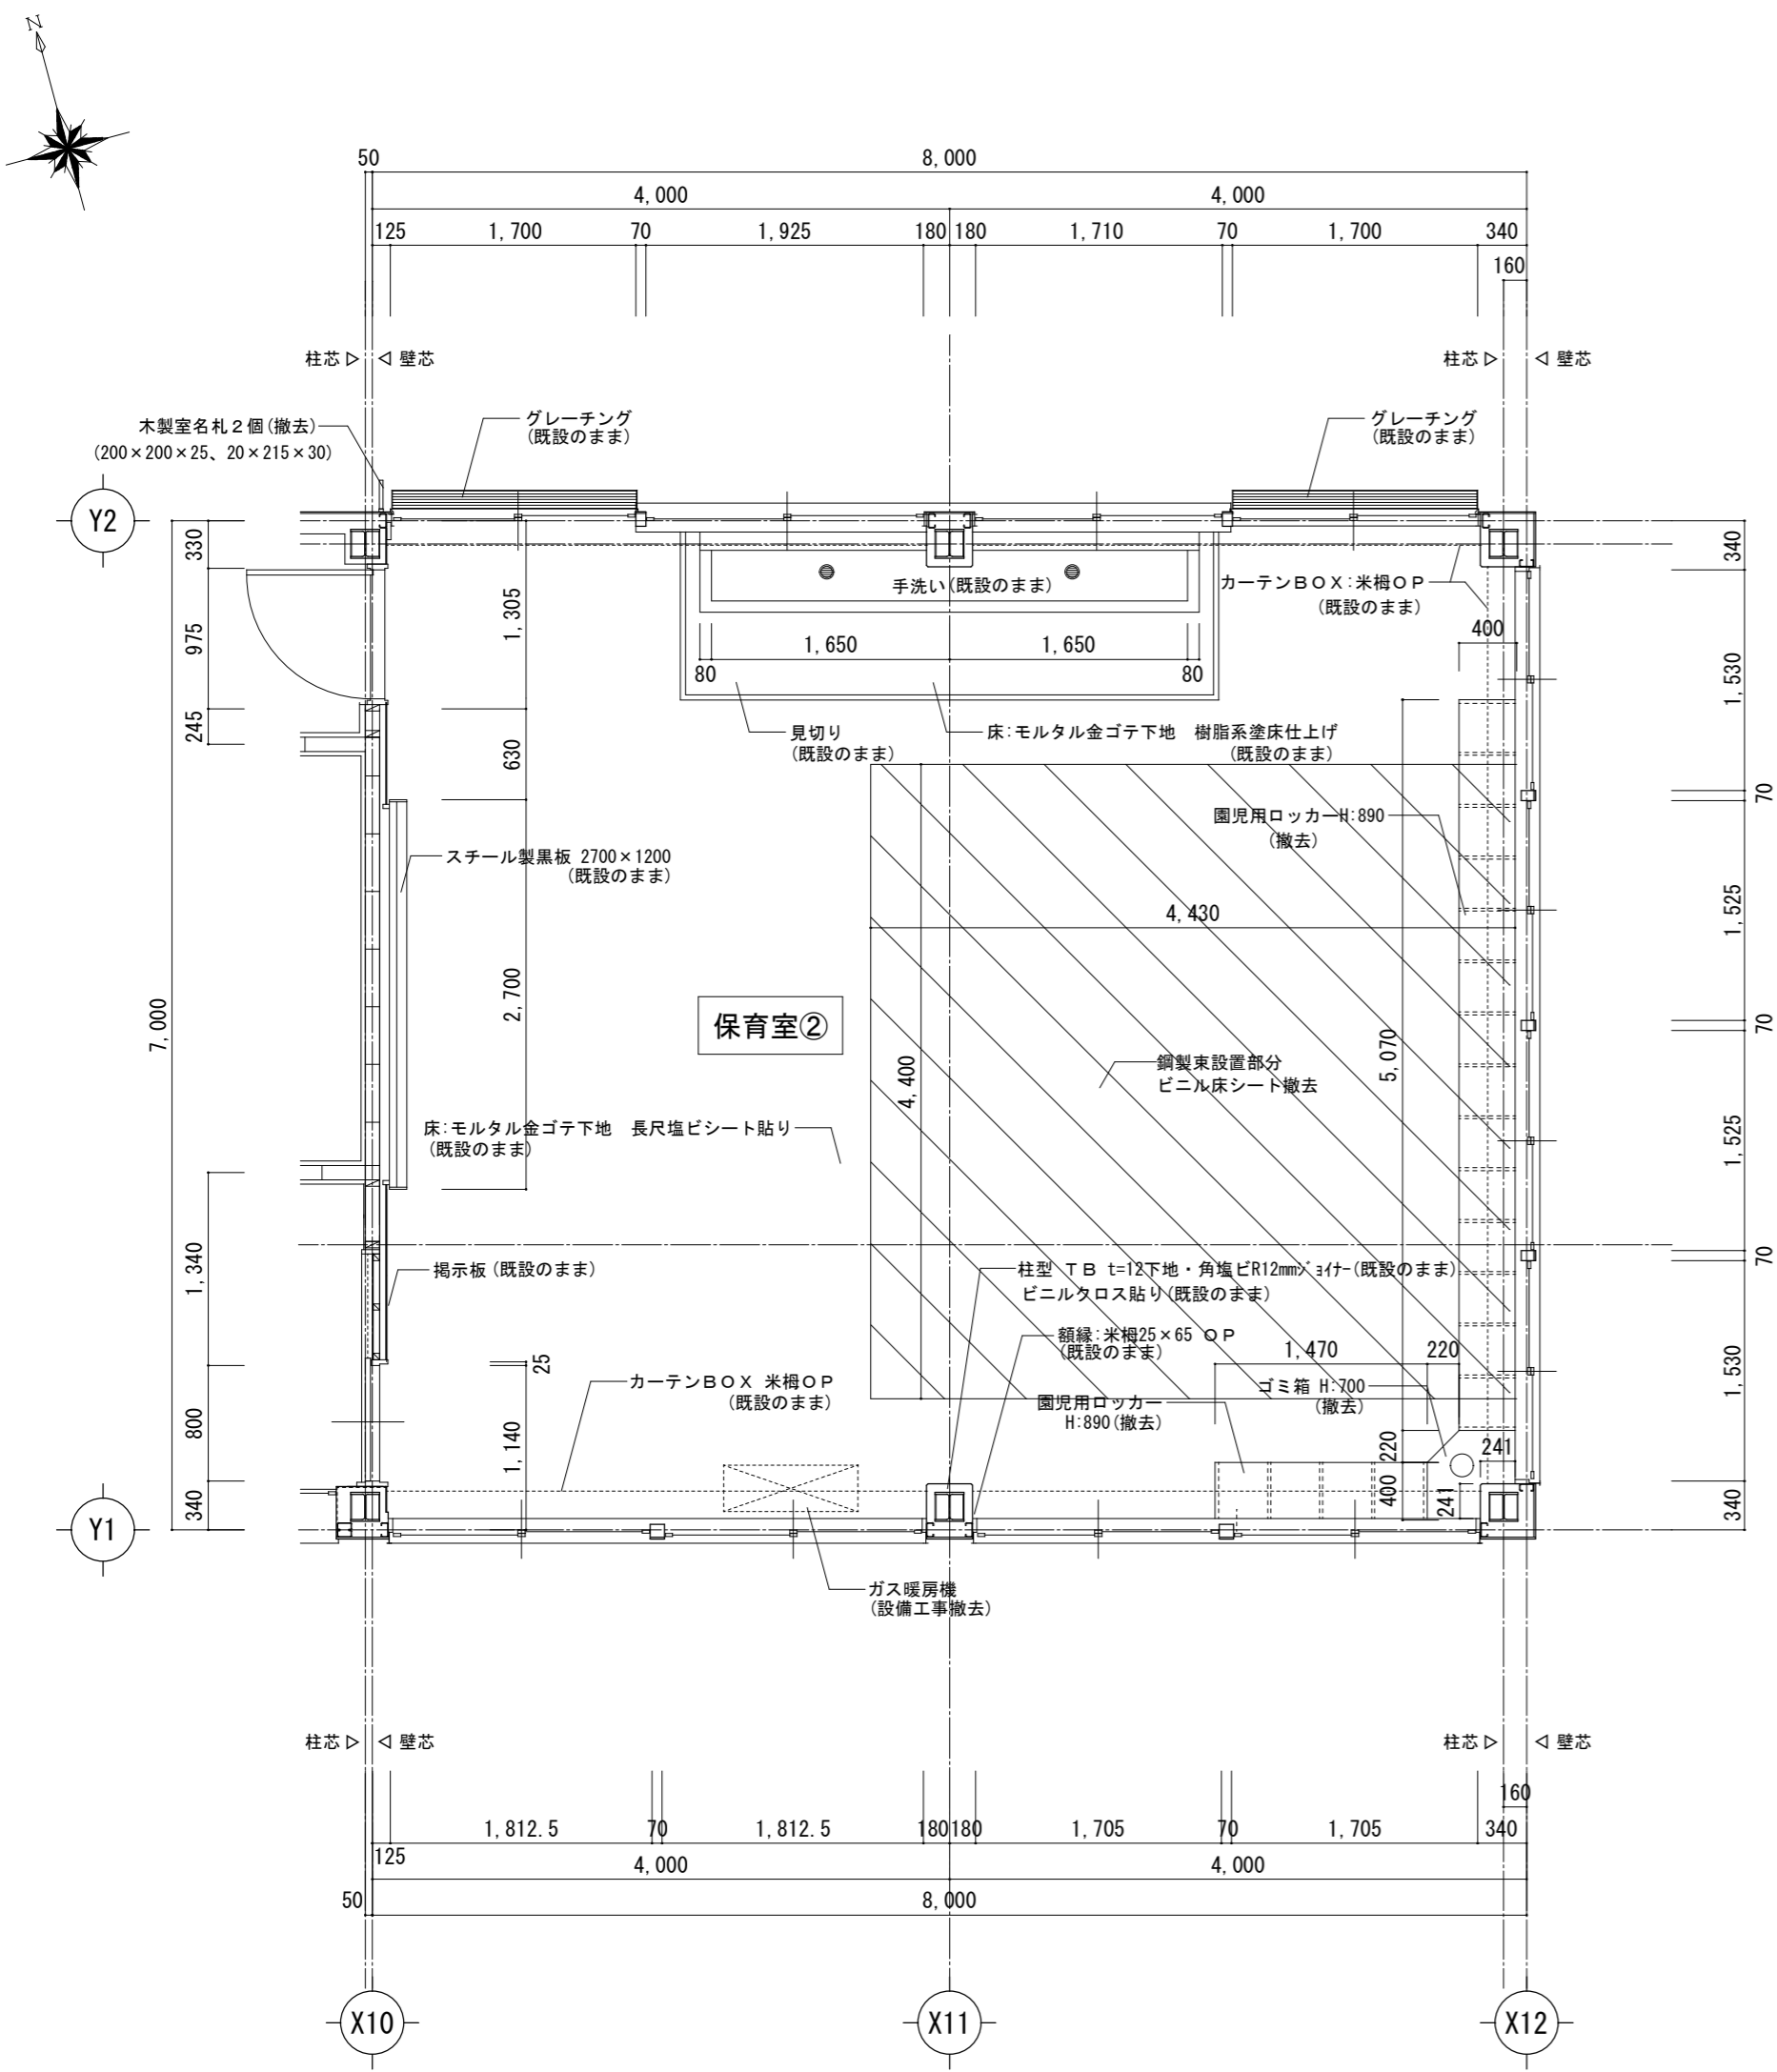 N
50
8,000
4,000
4,000
125
1,700
70
1,925
180
180
1,710
70
1,700
340
160
柱芯
壁芯
柱芯
壁芯
木製室名札2個(撤去)
(200×200×25、20×215×30)
グレーチング
(既設のまま)
グレーチング
(既設のまま)
Y2
330
975
245
7,000
1,340
800
340
1,305
630
2,700
25
1,140
手洗い(既設のまま)
1,650
1,650
80
80
カーテンBOX:米栂OP
(既設のまま)
400
見切り
(既設のまま)
床:モルタル金ゴテ下地 樹脂系塗床仕上げ
(既設のまま)
園児用ロッカーH:890
(撤去)
スチール製黒板 2700×1200
(既設のまま)
4,430
4,400
5,070
保育室②
鋼製束設置部分
ビニル床シート撤去
床:モルタル金ゴテ下地 長尺塩ビシート貼り
(既設のまま)
掲示板(既設のまま)
柱型 TB t=12下地・角塩ビR12mmジョイナー(既設のまま)
ビニルクロス貼り(既設のまま)
額縁:米栂25×65 OP
(既設のまま)
1,470
220
カーテンBOX 米栂OP
(既設のまま)
ゴミ箱 H:700
(撤去)
園児用ロッカー
H:890(撤去)
220
400
241
241
340
1,530
70
1,525
70
1,525
70
1,530
340
Y1
ガス暖房機
(設備工事撤去)
柱芯
壁芯
柱芯
壁芯
160
125
1,812.5
70
1,812.5
180
180
1,705
70
1,705
340
4,000
4,000
50
8,000
X10
X11
X12